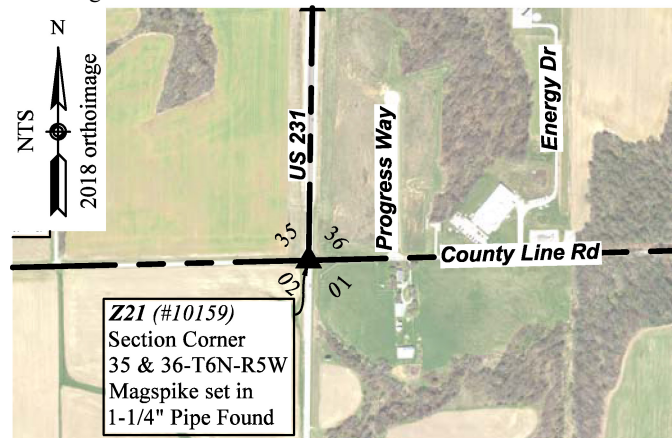 N
NTS
2018 orthoimage
US 231
Progress Way
Energy Dr
35
36
County Line Rd
02
01
Z21 (#10159)
Section Corner
35 & 36-T6N-R5W
Magspike set in
1-1/4" Pipe Found